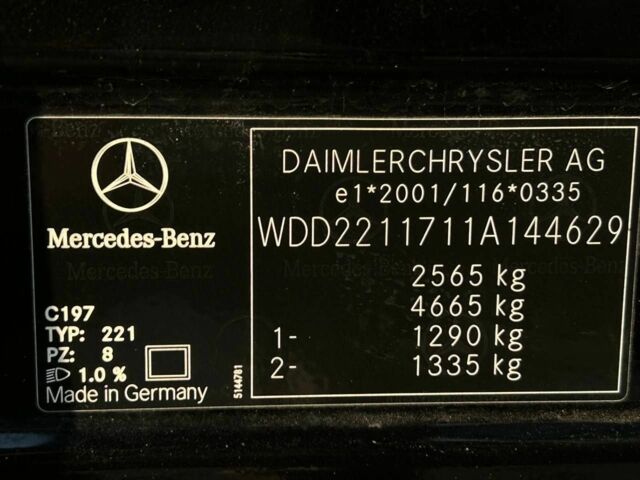 Mercedes-Benz
C197
TYP: 221
PZ: 8
1.0 %
Made in Germany
5144781
DAIMLERCHRYSLER AG
e1*2001/116*0335
WDD2211711A144629
2565 kg
4665 kg
1- 1290 kg
2- 1335 kg